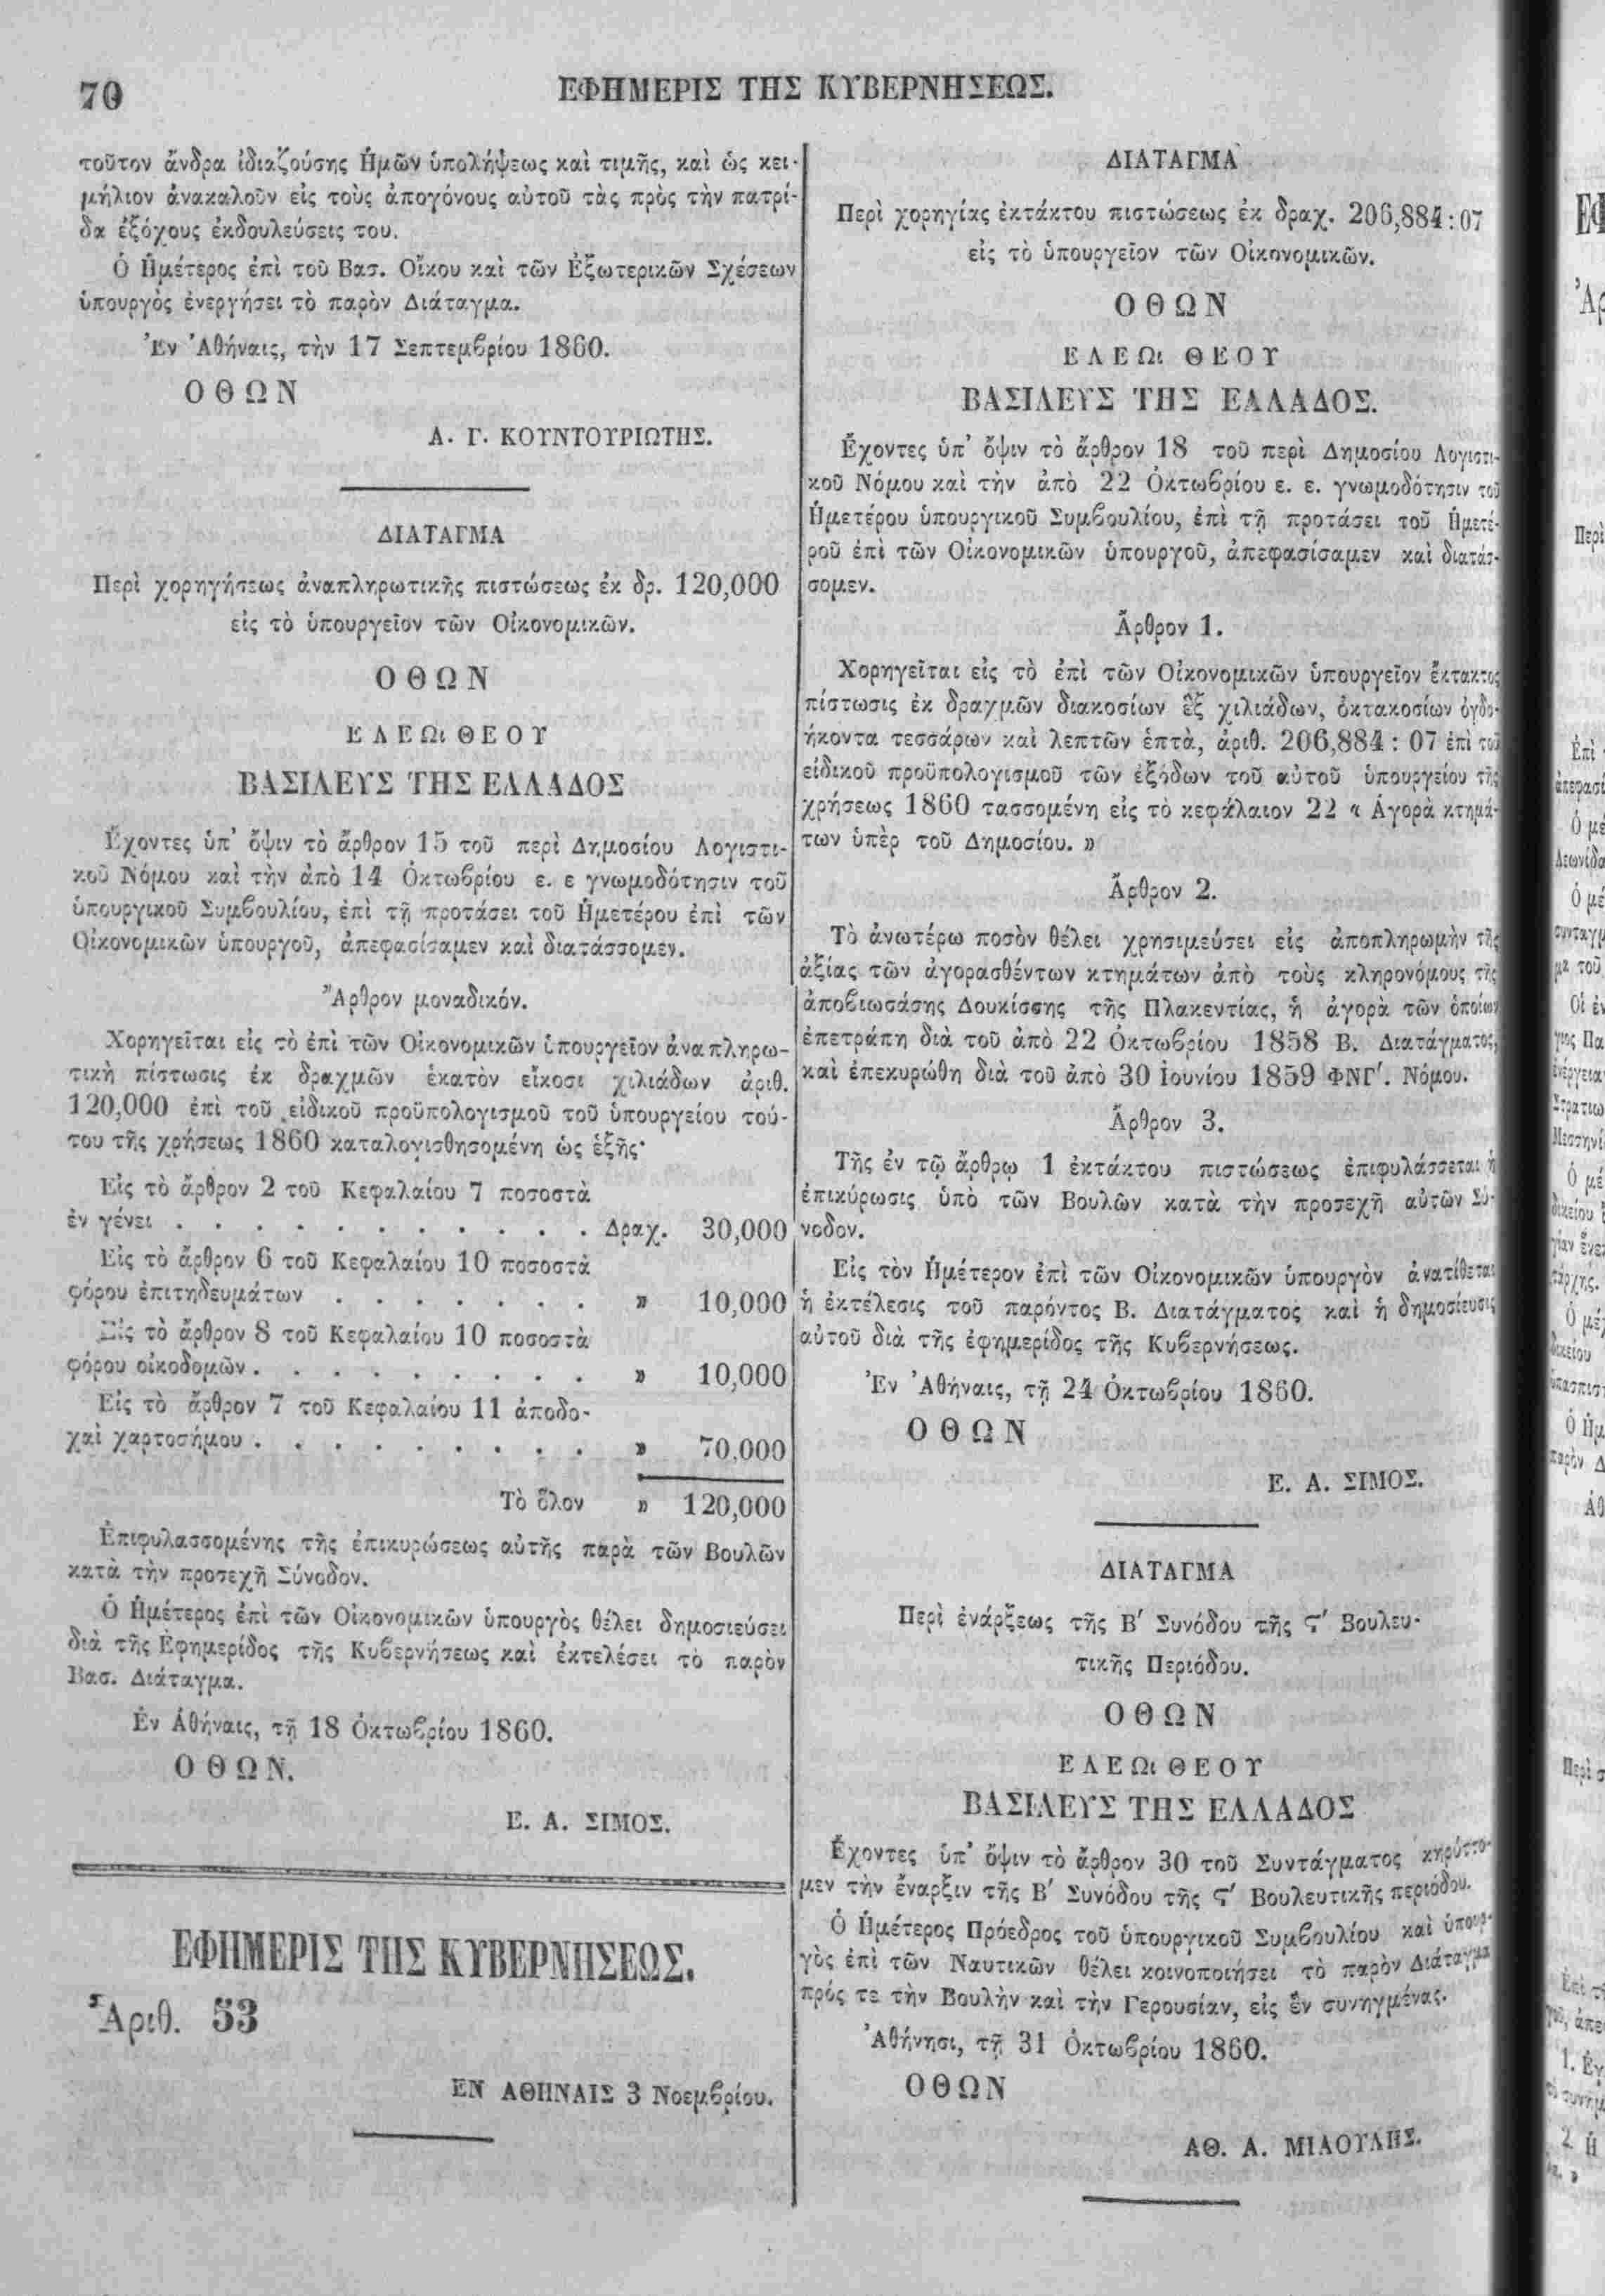 70
ΕΦΗΜΕΡΙΣ ΤΗΣ ΚΥΒΕΡΝΗΣΕΩΣ.
τοῦτον ἄνδρα ἰδιαζούσης Ἡμῶν ὑπολήψεως καὶ τιμῆς, καὶ ὡς κει-
μήλιον ἀνακαλοῦν εἰς τοὺς ἀπογόνους αὐτοῦ τὰς πρὸς τὴν πατρί-
δα ἐξόχους ἐκδουλεύσεις του.
Ὁ Ἡμέτερος ἐπὶ τοῦ Βασ. Οἴκου καὶ τῶν Ἐξωτερικῶν Σχέσεων
ὑπουργὸς ἐνεργήσει τὸ παρὸν Διάταγμα.
Ἐν Ἀθήναις, τὴν 17 Σεπτεμβρίου 1860.
ΟΘΩΝ
Α. Γ. ΚΟΥΝΤΟΥΡΙΩΤΗΣ.
ΔΙΑΤΑΓΜΑ
Περὶ χορηγήσεως ἀναπληρωτικῆς πιστώσεως ἐκ δρ. 120,000
εἰς τὸ ὑπουργεῖον τῶν Οἰκονομικῶν.
ΟΘΩΝ
ΕΛΕΩι ΘΕΟΥ
ΒΑΣΙΛΕΥΣ ΤΗΣ ΕΛΛΑΔΟΣ
Ἔχοντες ὑπ' ὄψιν τὸ ἄρθρον 15 τοῦ περὶ Δημοσίου Λογιστι-
κοῦ Νόμου καὶ τὴν ἀπὸ 14 Ὀκτωβρίου ε. ε γνωμοδότησιν τοῦ
ὑπουργικοῦ Συμβουλίου, ἐπὶ τῇ προτάσει τοῦ Ἡμετέρου ἐπὶ τῶν
Οἰκονομικῶν ὑπουργοῦ, ἀπεφασίσαμεν καὶ διατάσσομεν.
Ἄρθρον μοναδικόν.
Χορηγεῖται εἰς τὸ ἐπὶ τῶν Οἰκονομικῶν ὑπουργεῖον ἀναπληρω-
τικὴ πίστωσις ἐκ δραχμῶν ἑκατὸν εἴκοσι χιλιάδων ἀριθ.
120,000 ἐπὶ τοῦ εἰδικοῦ προϋπολογισμοῦ τοῦ ὑπουργείου τού-
του τῆς χρήσεως 1860 καταλογισθησομένη ὡς ἑξῆς·
Εἰς τὸ ἄρθρον 2 τοῦ Κεφαλαίου 7 ποσοστὰ
ἐν γένει . . . . . . . . . . . Δραχ. 30,000
Εἰς τὸ ἄρθρον 6 τοῦ Κεφαλαίου 10 ποσοστὰ
φόρου ἐπιτηδευμάτων . . . . . . . » 10,000
Εἰς τὸ ἄρθρον 8 τοῦ Κεφαλαίου 10 ποσοστὰ
φόρου οἰκοδομῶν. . . . . . . . . » 10,000
Εἰς τὸ ἄρθρον 7 τοῦ Κεφαλαίου 11 ἀποδο-
χαὶ χαρτοσήμου . . . . . . . . . » 70,000
Τὸ ὅλον » 120,000
Ἐπιφυλασσομένης τῆς ἐπικυρώσεως αὐτῆς παρὰ τῶν Βουλῶν
κατὰ τὴν προσεχῆ Σύνοδον.
Ὁ Ἡμέτερος ἐπὶ τῶν Οἰκονομικῶν ὑπουργὸς θέλει δημοσιεύσει
διὰ τῆς Ἐφημερίδος τῆς Κυβερνήσεως καὶ ἐκτελέσει τὸ παρὸν
Βασ. Διάταγμα.
Ἐν Ἀθήναις, τῇ 18 Ὀκτωβρίου 1860.
ΟΘΩΝ.
Ε. Α. ΣΙΜΟΣ.
ΕΦΗΜΕΡΙΣ ΤΗΣ ΚΥΒΕΡΝΗΣΕΩΣ.
Ἀριθ. 53
ΕΝ ΑΘΗΝΑΙΣ 3 Νοεμβρίου.
ΔΙΑΤΑΓΜΑ
Περὶ χορηγίας ἐκτάκτου πιστώσεως ἐκ δραχ. 206,884:07
εἰς τὸ ὑπουργεῖον τῶν Οἰκονομικῶν.
ΟΘΩΝ
ΕΛΕΩι ΘΕΟΥ
ΒΑΣΙΛΕΥΣ ΤΗΣ ΕΛΛΑΔΟΣ.
Ἔχοντες ὑπ' ὄψιν τὸ ἄρθρον 18 τοῦ περὶ Δημοσίου Λογιστι-
κοῦ Νόμου καὶ τὴν ἀπὸ 22 Ὀκτωβρίου ε. ε. γνωμοδότησιν τοῦ
Ἡμετέρου ὑπουργικοῦ Συμβουλίου, ἐπὶ τῇ προτάσει τοῦ Ἡμετέ-
ροῦ ἐπὶ τῶν Οἰκονομικῶν ὑπουργοῦ, ἀπεφασίσαμεν καὶ διατάσ-
σομεν.
Ἄρθρον 1.
Χορηγεῖται εἰς τὸ ἐπὶ τῶν Οἰκονομικῶν ὑπουργεῖον ἔκτακτος
πίστωσις ἐκ δραχμῶν διακοσίων ἓξ χιλιάδων, ὀκτακοσίων ὀγδο-
ήκοντα τεσσάρων καὶ λεπτῶν ἑπτὰ, ἀριθ. 206,884: 07 ἐπὶ τοῦ
εἰδικοῦ προϋπολογισμοῦ τῶν ἐξόδων τοῦ αὐτοῦ ὑπουργείου τῆς
χρήσεως 1860 τασσομένη εἰς τὸ κεφάλαιον 22 « Ἀγορὰ κτημά-
των ὑπὲρ τοῦ Δημοσίου. »
Ἄρθρον 2.
Τὸ ἀνωτέρω ποσὸν θέλει χρησιμεύσει εἰς ἀποπληρωμὴν τῆς
ἀξίας τῶν ἀγορασθέντων κτημάτων ἀπὸ τοὺς κληρονόμους τῆς
ἀποβιωσάσης Δουκίσσης τῆς Πλακεντίας, ἡ ἀγορὰ τῶν ὁποίων
ἐπετράπη διὰ τοῦ ἀπὸ 22 Ὀκτωβρίου 1858 Β. Διατάγματος,
καὶ ἐπεκυρώθη διὰ τοῦ ἀπὸ 30 Ἰουνίου 1859 ΦΝΓ'. Νόμου.
Ἄρθρον 3.
Τῆς ἐν τῷ ἄρθρῳ 1 ἐκτάκτου πιστώσεως ἐπιφυλάσσεται ἡ
ἐπικύρωσις ὑπὸ τῶν Βουλῶν κατὰ τὴν προσεχῆ αὐτῶν Σύ-
νοδον.
Εἰς τὸν Ἡμέτερον ἐπὶ τῶν Οἰκονομικῶν ὑπουργὸν ἀνατίθεται
ἡ ἐκτέλεσις τοῦ παρόντος Β. Διατάγματος καὶ ἡ δημοσίευσις
αὐτοῦ διὰ τῆς ἐφημερίδος τῆς Κυβερνήσεως.
Ἐν Ἀθήναις, τῇ 24 Ὀκτωβρίου 1860.
ΟΘΩΝ
Ε. Α. ΣΙΜΟΣ.
ΔΙΑΤΑΓΜΑ
Περὶ ἐνάρξεως τῆς Β' Συνόδου τῆς Ϛ' Βουλευ-
τικῆς Περιόδου.
ΟΘΩΝ
ΕΛΕΩι ΘΕΟΥ
ΒΑΣΙΛΕΥΣ ΤΗΣ ΕΛΛΑΔΟΣ
Ἔχοντες ὑπ' ὄψιν τὸ ἄρθρον 30 τοῦ Συντάγματος κηρύττο-
μεν τὴν ἔναρξιν τῆς Β' Συνόδου τῆς Ϛ' Βουλευτικῆς περιόδου.
Ὁ Ἡμέτερος Πρόεδρος τοῦ ὑπουργικοῦ Συμβουλίου καὶ ὑπουρ-
γὸς ἐπὶ τῶν Ναυτικῶν θέλει κοινοποιήσει τὸ παρὸν Διάταγμα
πρός τε τὴν Βουλὴν καὶ τὴν Γερουσίαν, εἰς ἓν συνηγμένας.
Ἀθήνησι, τῇ 31 Ὀκτωβρίου 1860.
ΟΘΩΝ
ΑΘ. Α. ΜΙΑΟΥΛΗΣ.